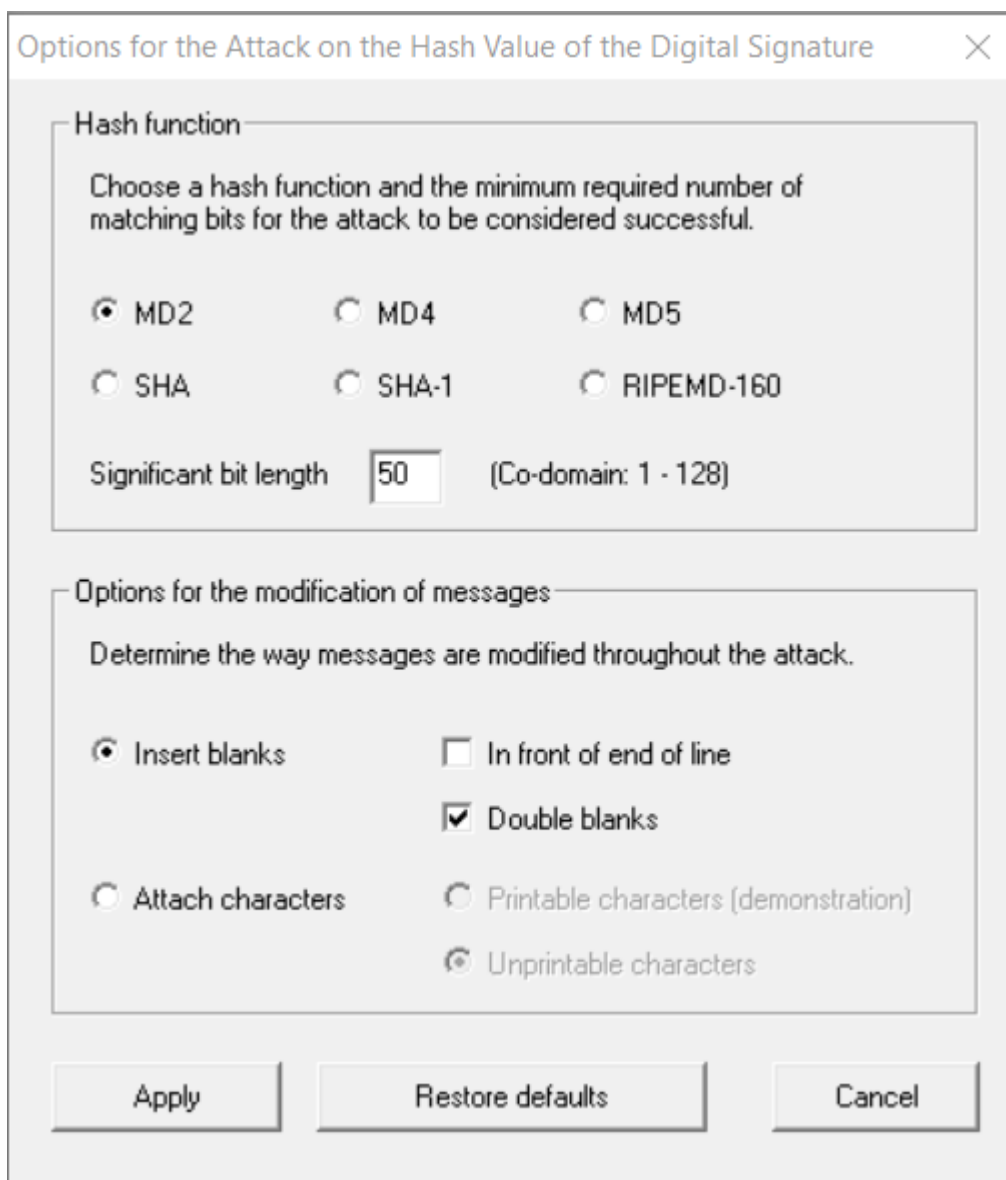 Options for the Attack on the Hash Value of the Digital Signature
Hash function
Choose a hash function and the minimum required number of
matching bits for the attack to be considered successful.
MD2 MD4 MD5
SHA SHA-1 RIPEMD-160
Significant bit length 50 (Co-domain: 1 - 128)
Options for the modification of messages
Determine the way messages are modified throughout the attack.
Insert blanks In front of end of line
Double blanks
Attach characters Printable characters (demonstration)
Unprintable characters
Apply Restore defaults Cancel